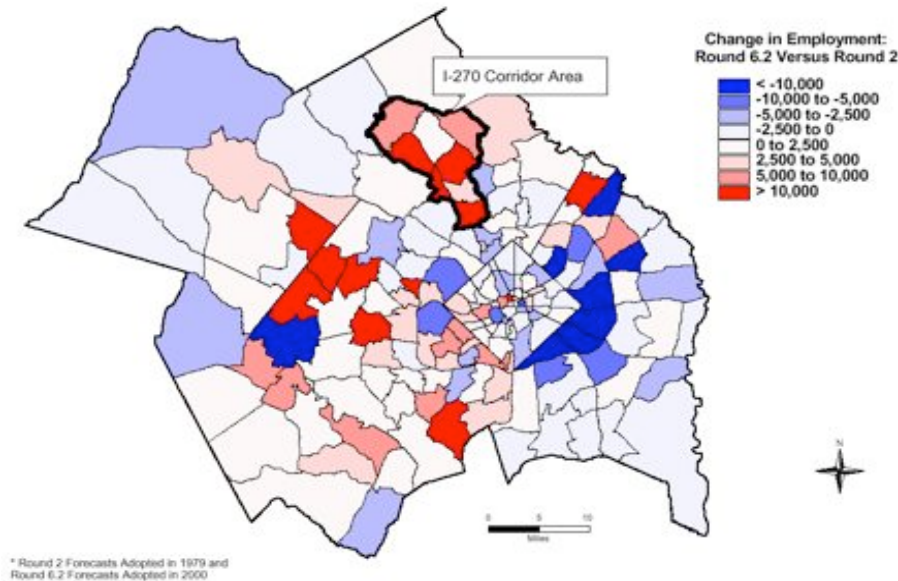 Change in Employment:
Round 6.2 Versus Round 2
I-270 Corridor Area
< -10,000
-10,000 to -5,000
-5,000 to -2,500
-2,500 to 0
0 to 2,500
2,500 to 5,000
5,000 to 10,000
> 10,000
N
0 5 10
Miles
* Round 2 Forecasts Adopted in 1979 and
Round 6.2 Forecasts Adopted in 2000